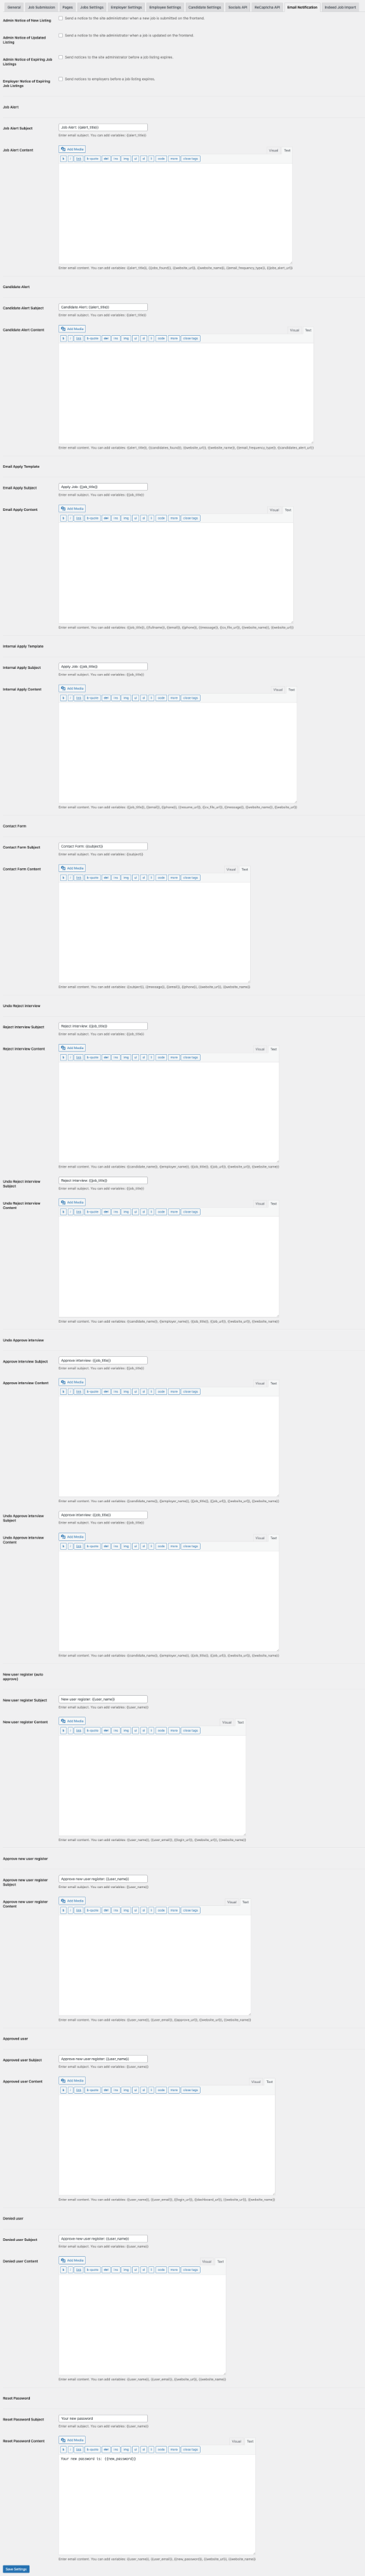 General Job Submission Pages Jobs Settings Employer Settings Employee Settings Candidate Settings Socials API ReCaptcha API Email Notification Indeed Job Import
Admin Notice of New Listing
Send a notice to the site administrator when a new job is submitted on the frontend.
Admin Notice of Updated Listing
Send a notice to the site administrator when a job is updated on the frontend.
Admin Notice of Expiring Job Listings
Send notices to the site administrator before a job listing expires.
Employer Notice of Expiring Job Listings
Send notices to employers before a job listing expires.
Job Alert
Job Alert Subject
Job Alert: {{alert_title}}
Enter email subject. You can add variables: {{alert_title}}
Job Alert Content
Add Media
Visual Text
b i link b-quote del ins img ul ol li code more close tags
Enter email content. You can add variables: {{alert_title}}, {{jobs_found}}, {{website_url}}, {{website_name}}, {{email_frequency_type}}, {{jobs_alert_url}}
Candidate Alert
Candidate Alert Subject
Candidate Alert: {{alert_title}}
Enter email subject. You can add variables: {{alert_title}}
Candidate Alert Content
Add Media
Visual Text
b i link b-quote del ins img ul ol li code more close tags
Enter email content. You can add variables: {{alert_title}}, {{candidates_found}}, {{website_url}}, {{website_name}}, {{email_frequency_type}}, {{candidates_alert_url}}
Email Apply Template
Email Apply Subject
Apply Job: {{job_title}}
Enter email subject. You can add variables: {{job_title}}
Email Apply Content
Add Media
Visual Text
b i link b-quote del ins img ul ol li code more close tags
Enter email content. You can add variables: {{job_title}}, {{fullname}}, {{email}}, {{phone}}, {{message}}, {{cv_file_url}}, {{website_name}}, {{website_url}}
Internal Apply Template
Internal Apply Subject
Apply Job: {{job_title}}
Enter email subject. You can add variables: {{job_title}}
Internal Apply Content
Add Media
Visual Text
b i link b-quote del ins img ul ol li code more close tags
Enter email content. You can add variables: {{job_title}}, {{email}}, {{phone}}, {{resume_url}}, {{cv_file_url}}, {{message}}, {{website_name}}, {{website_url}}
Contact Form
Contact Form Subject
Contact Form: {{subject}}
Enter email subject. You can add variables: {{subject}}
Contact Form Content
Add Media
Visual Text
b i link b-quote del ins img ul ol li code more close tags
Enter email content. You can add variables: {{subject}}, {{message}}, {{email}}, {{phone}}, {{website_url}}, {{website_name}}
Undo Reject Interview
Reject Interview Subject
Reject Interview: {{job_title}}
Enter email subject. You can add variables: {{job_title}}
Reject Interview Content
Add Media
Visual Text
b i link b-quote del ins img ul ol li code more close tags
Enter email content. You can add variables: {{candidate_name}}, {{employer_name}}, {{job_title}}, {{job_url}}, {{website_url}}, {{website_name}}
Undo Reject Interview Subject
Reject Interview: {{job_title}}
Enter email subject. You can add variables: {{job_title}}
Undo Reject Interview Content
Add Media
Visual Text
b i link b-quote del ins img ul ol li code more close tags
Enter email content. You can add variables: {{candidate_name}}, {{employer_name}}, {{job_title}}, {{job_url}}, {{website_url}}, {{website_name}}
Undo Approve Interview
Approve Interview Subject
Approve Interview: {{job_title}}
Enter email subject. You can add variables: {{job_title}}
Approve Interview Content
Add Media
Visual Text
b i link b-quote del ins img ul ol li code more close tags
Enter email content. You can add variables: {{candidate_name}}, {{employer_name}}, {{job_title}}, {{job_url}}, {{website_url}}, {{website_name}}
Undo Approve Interview Subject
Approve Interview: {{job_title}}
Enter email subject. You can add variables: {{job_title}}
Undo Approve Interview Content
Add Media
Visual Text
b i link b-quote del ins img ul ol li code more close tags
Enter email content. You can add variables: {{candidate_name}}, {{employer_name}}, {{job_title}}, {{job_url}}, {{website_url}}, {{website_name}}
New user register (auto approve)
New user register Subject
New user register: {{user_name}}
Enter email subject. You can add variables: {{user_name}}
New user register Content
Add Media
Visual Text
b i link b-quote del ins img ul ol li code more close tags
Enter email content. You can add variables: {{user_name}}, {{user_email}}, {{login_url}}, {{website_url}}, {{website_name}}
Approve new user register
Approve new user register Subject
Approve new user register: {{user_name}}
Enter email subject. You can add variables: {{user_name}}
Approve new user register Content
Add Media
Visual Text
b i link b-quote del ins img ul ol li code more close tags
Enter email content. You can add variables: {{user_name}}, {{user_email}}, {{approve_url}}, {{website_url}}, {{website_name}}
Approved user
Approved user Subject
Approve new user register: {{user_name}}
Enter email subject. You can add variables: {{user_name}}
Approved user Content
Add Media
Visual Text
b i link b-quote del ins img ul ol li code more close tags
Enter email content. You can add variables: {{user_name}}, {{user_email}}, {{login_url}}, {{dashboard_url}}, {{website_url}}, {{website_name}}
Denied user
Denied user Subject
Approve new user register: {{user_name}}
Enter email subject. You can add variables: {{user_name}}
Denied user Content
Add Media
Visual Text
b i link b-quote del ins img ul ol li code more close tags
Enter email content. You can add variables: {{user_name}}, {{user_email}}, {{website_url}}, {{website_name}}
Reset Password
Reset Password Subject
Your new password
Enter email subject. You can add variables: {{user_name}}
Reset Password Content
Add Media
Visual Text
b i link b-quote del ins img ul ol li code more close tags
Your new password is: {{new_password}}
Enter email content. You can add variables: {{user_name}}, {{user_email}}, {{new_password}}, {{website_url}}, {{website_name}}
Save Settings